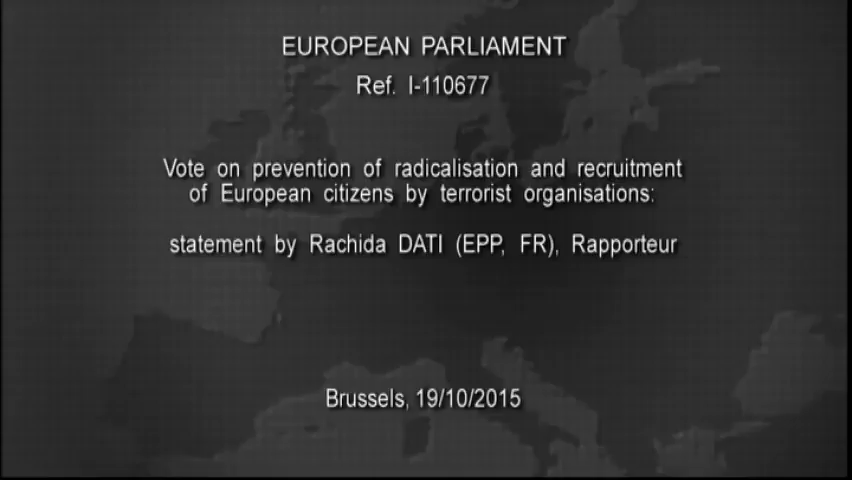 EUROPEAN PARLIAMENT
Ref. I-110677
Vote on prevention of radicalisation and recruitment
of European citizens by terrorist organisations:
statement by Rachida DATI (EPP, FR), Rapporteur
Brussels, 19/10/2015